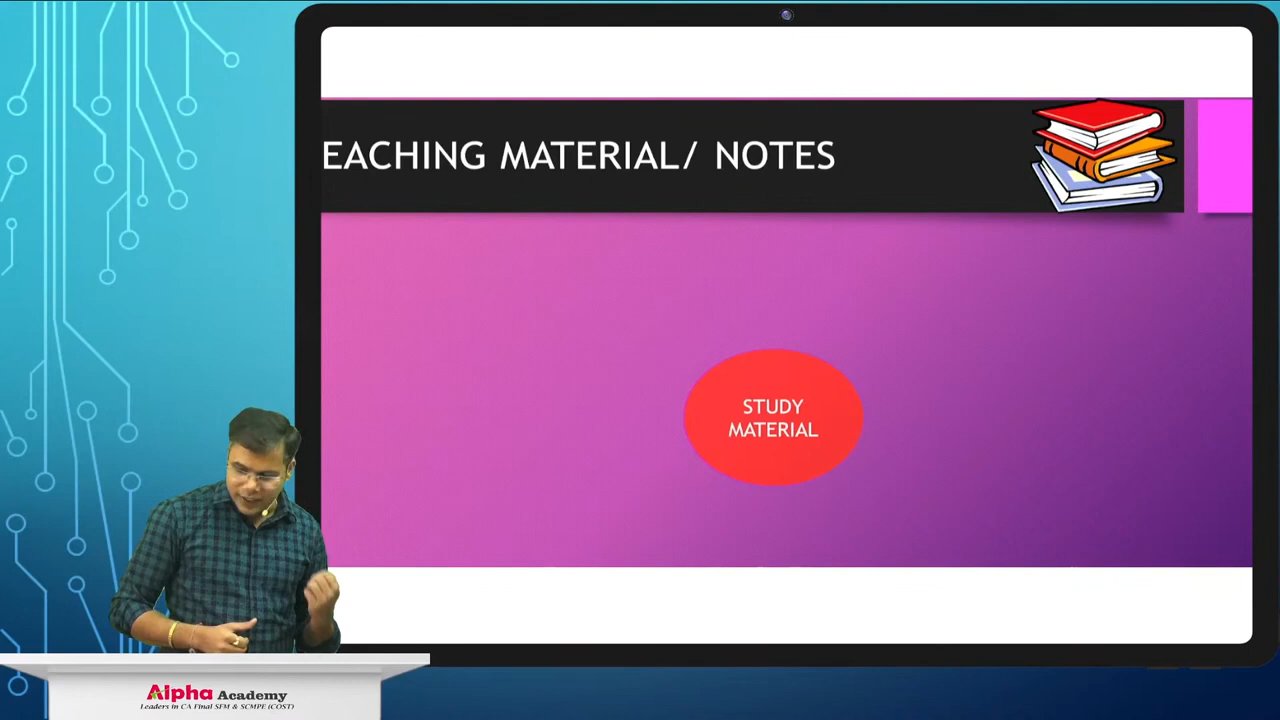 EACHING MATERIAL/ NOTES
STUDY
MATERIAL
Alpha Academy
Leaders in CA Final SFM & SCMPE (COST)